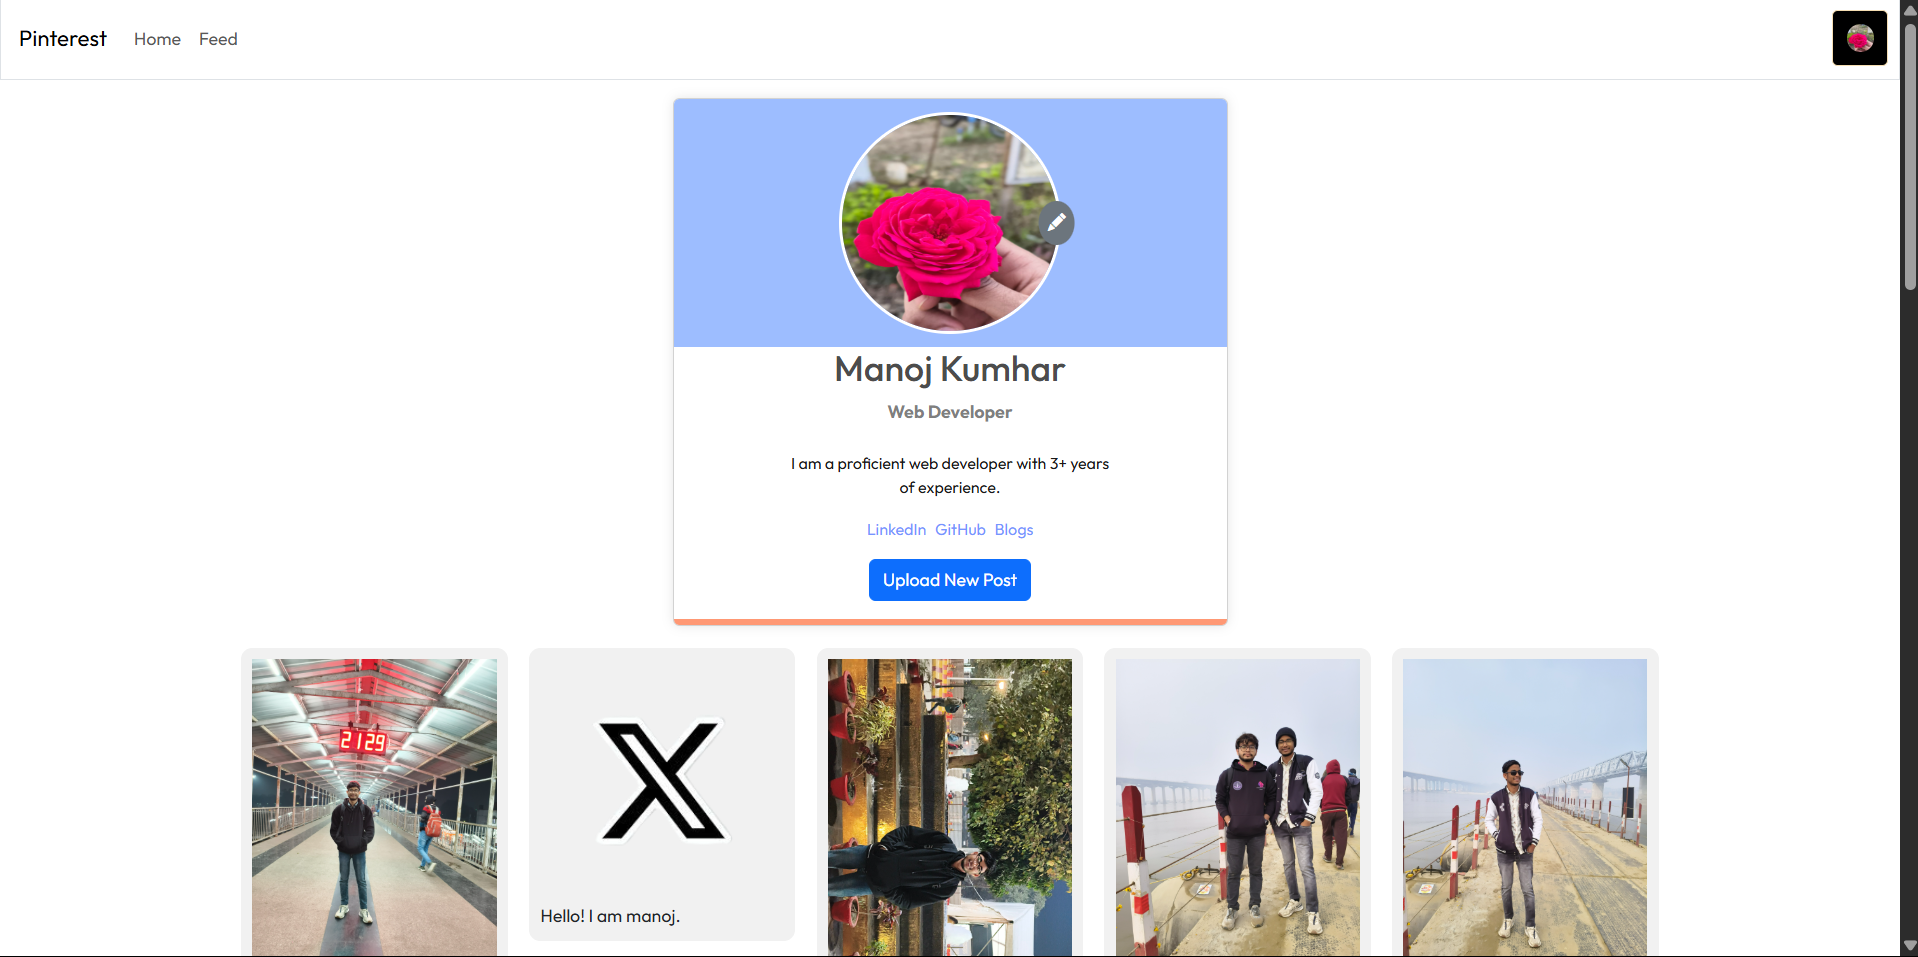 Pinterest Home Feed
Manoj Kumhar
Web Developer
I am a proficient web developer with 3+ years
of experience.
LinkedIn GitHub Blogs
Upload New Post
2129
X
Hello! I am manoj.